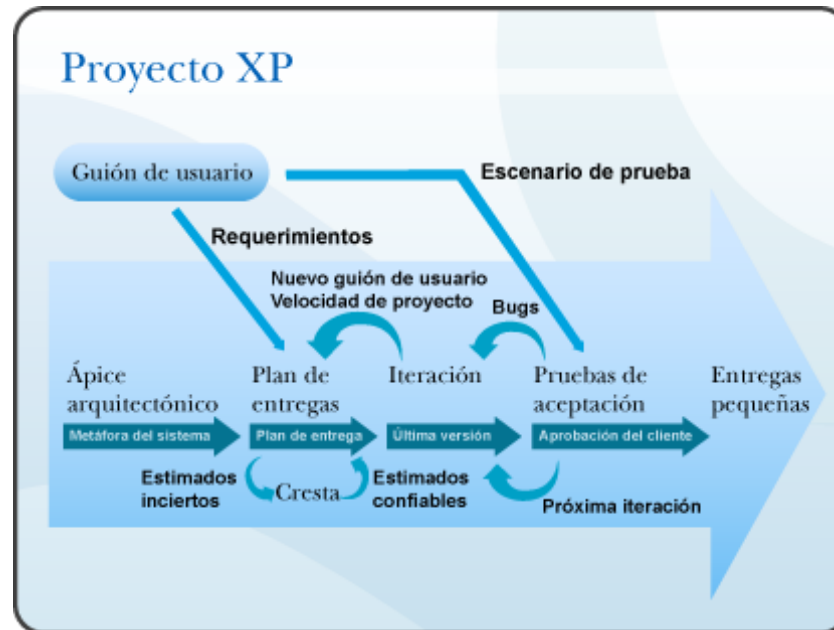 Proyecto XP
Guión de usuario
Escenario de prueba
Requerimientos
Nuevo guión de usuario
Velocidad de proyecto
Bugs
Ápice
arquitectónico
Plan de
entregas
Iteración
Pruebas de
aceptación
Entregas
pequeñas
Metáfora del sistema
Plan de entrega
Última versión
Aprobación del cliente
Estimados
inciertos
Cresta
Estimados
confiables
Próxima iteración